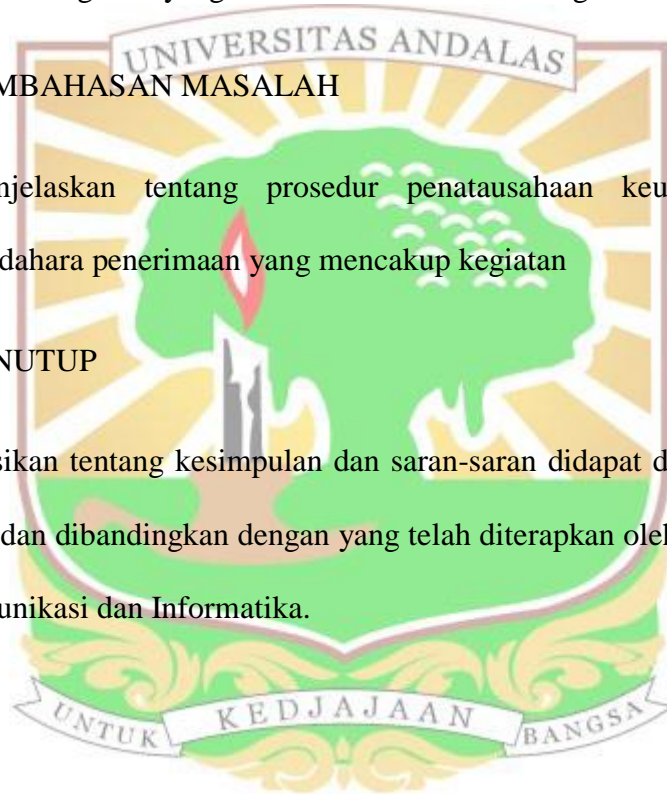 UNIVERSITAS ANDALAS
MBAHASAN MASALAH
njelaskan tentang prosedur penatausahaan keu
dahara penerimaan yang mencakup kegiatan
NUTUP
sikan tentang kesimpulan dan saran-saran didapat d
dan dibandingkan dengan yang telah diterapkan oleh
unikasi dan Informatika.
UNTUK KEDJAJAAN BANGSA